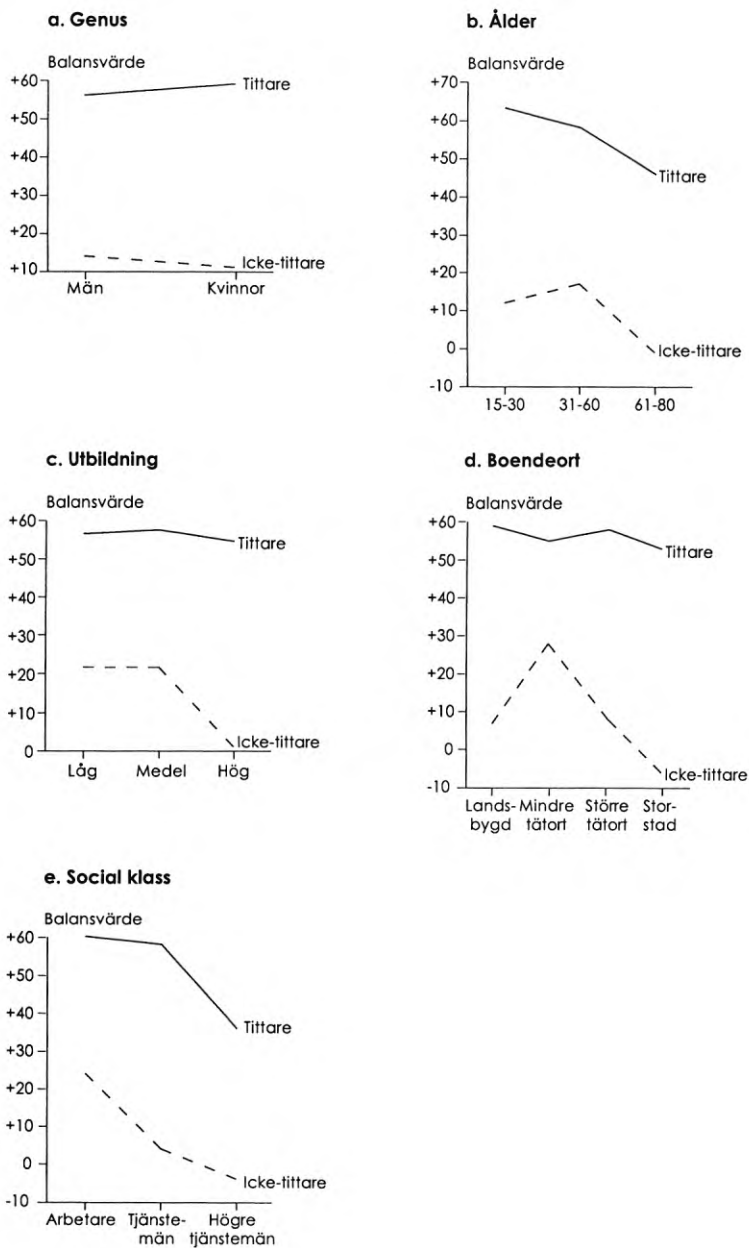 a. Genus
Balansvärde
+60
+50
+40
+30
+20
+10
Tittare
Icke-tittare
Män Kvinnor
b. Ålder
Balansvärde
+70
+60
+50
+40
+30
+20
+10
0
-10
Tittare
Icke-tittare
15-30 31-60 61-80
c. Utbildning
Balansvärde
+60
+50
+40
+30
+20
+10
0
Tittare
Icke-tittare
Låg Medel Hög
d. Boendeort
Balansvärde
+60
+50
+40
+30
+20
+10
0
-10
Tittare
Icke-tittare
Lands- Mindre Större Stor-
bygd tätort tätort stad
e. Social klass
Balansvärde
+60
+50
+40
+30
+20
+10
0
-10
Tittare
Icke-tittare
Arbetare Tjänste- Högre
män tjänstemän